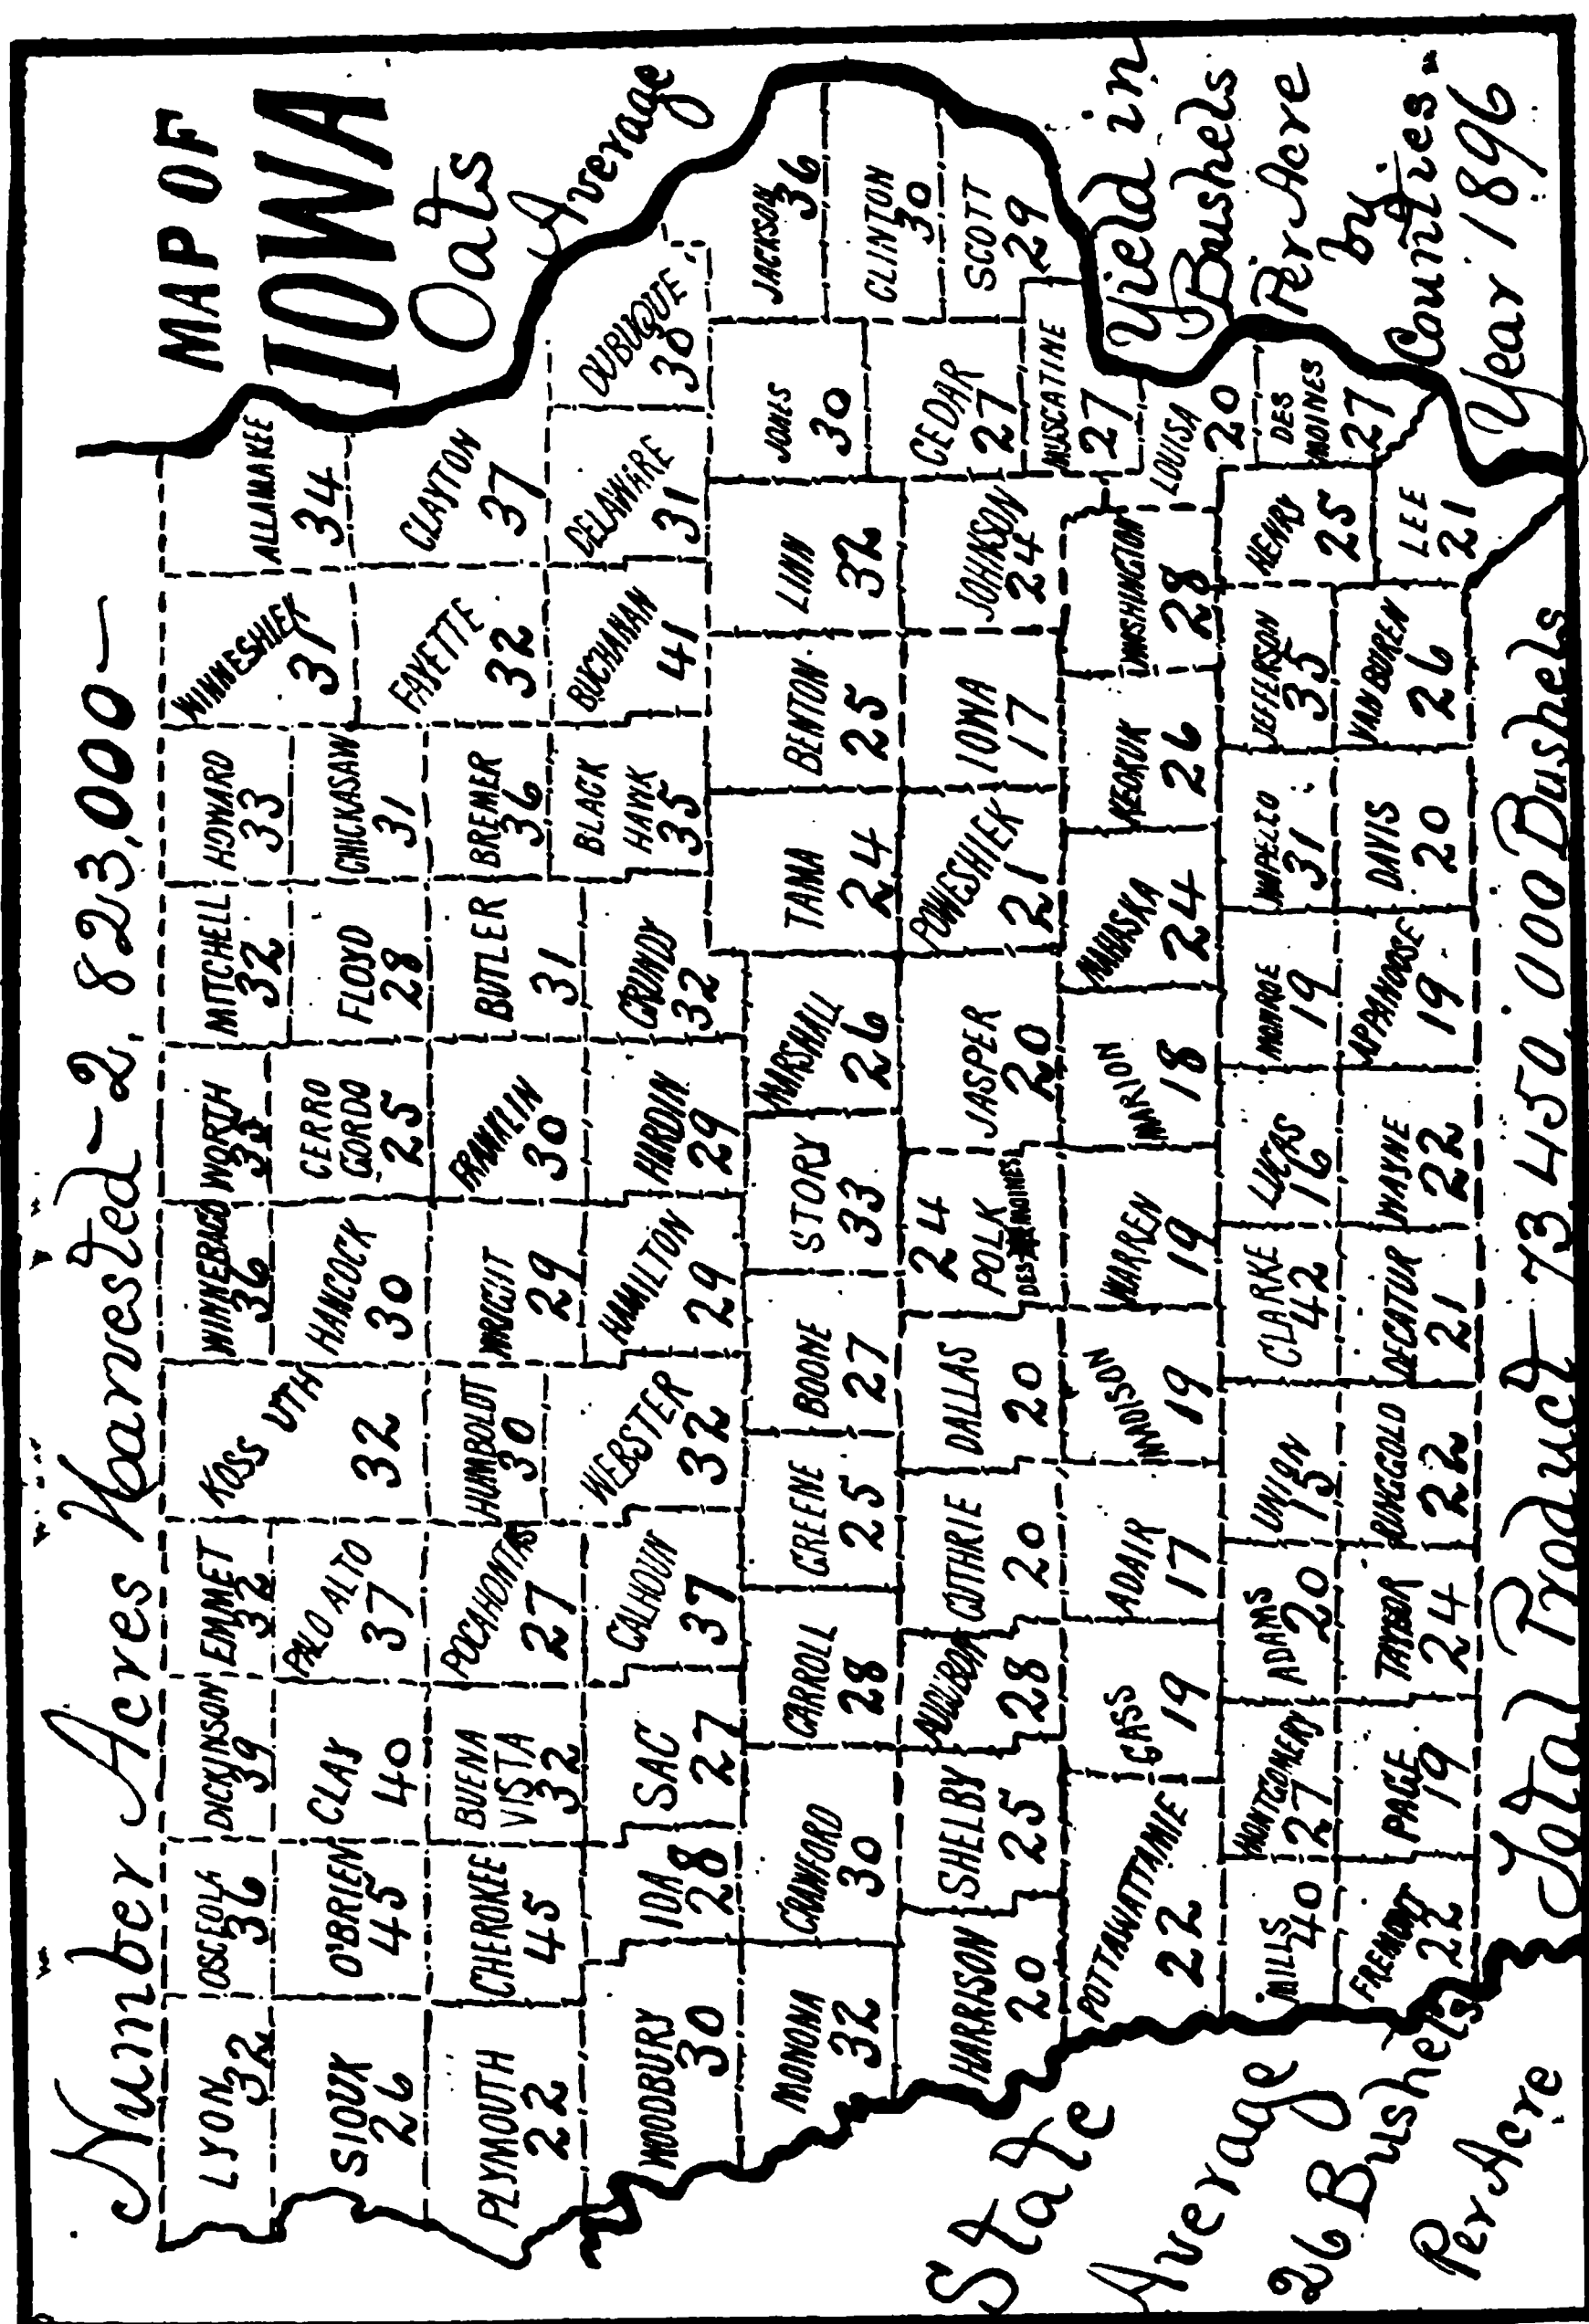 MAP OF
IOWA
Oats
Average
Yield in
Bushels
Per Acre
by
Counties
Year 1896
Number Acres Harvested - 2,823,000 -
LYON
32
OSCEOLA
36
DICKINSON
39
EMMET
32
KOSSUTH
32
WINNEBAGO
36
WORTH
MITCHELL
32
HOWARD
33
WINNESHIEK
31
ALLAMAKEE
34
SIOUX
26
O'BRIEN
45
CLAY
40
PALO ALTO
37
HANCOCK
30
CERRO
GORDO
25
FLOYD
28
CHICKASAW
31
FAYETTE
32
CLAYTON
37
PLYMOUTH
22
CHEROKEE
45
BUENA
VISTA
32
POCAHONTAS
27
HUMBOLDT
30
WRIGHT
29
FRANKLIN
30
BUTLER
31
BREMER
36
BLACK
HAWK
35
BUCHANAN
41
DELAWARE
31
DUBUQUE
30
WOODBURY
30
IDA
28
SAC
27
CALHOUN
37
WEBSTER
32
HAMILTON
29
HARDIN
29
GRUNDY
32
MONONA
32
CRAWFORD
30
CARROLL
28
GREENE
25
BOONE
27
STORY
33
MARSHALL
26
TAMA
24
BENTON
25
LINN
32
JONES
30
JACKSON
36
CLINTON
30
SCOTT
29
HARRISON
20
SHELBY
25
AUDUBON
28
GUTHRIE
20
DALLAS
20
24
POLK
DES MOINES
JASPER
20
POWESHIEK
21
IOWA
17
JOHNSON
24
CEDAR
27
MUSCATINE
27
POTTAWATTAMIE
22
CASS
19
ADAIR
17
MADISON
19
WARREN
19
MARION
18
MAHASKA
24
KEOKUK
26
WASHINGTON
28
LOUISA
20
MILLS
40
MONTGOMERY
27
ADAMS
20
UNION
15
CLARKE
42
LUCAS
16
MONROE
19
WAPELLO
31
JEFFERSON
35
HENRY
25
DES
MOINES
27
FREMONT
22
PAGE
19
TAYLOR
24
RINGGOLD
22
DECATUR
21
WAYNE
22
APPANOOSE
19
DAVIS
20
VAN BUREN
26
LEE
21
State
Average
26 Bushels
Per Acre
Total Product - 73,450,000 Bushels